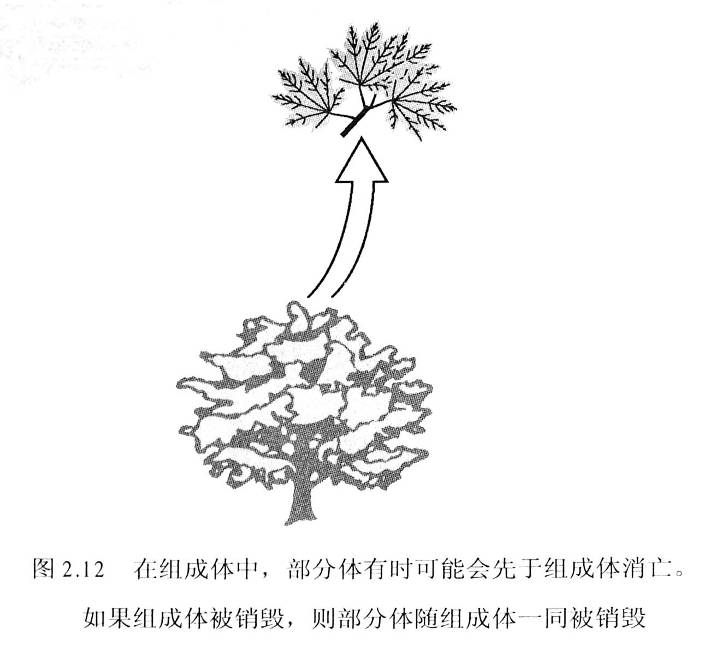 图 2.12 在组成体中，部分体有时可能会先于组成体消亡。
如果组成体被销毁，则部分体随组成体一同被销毁